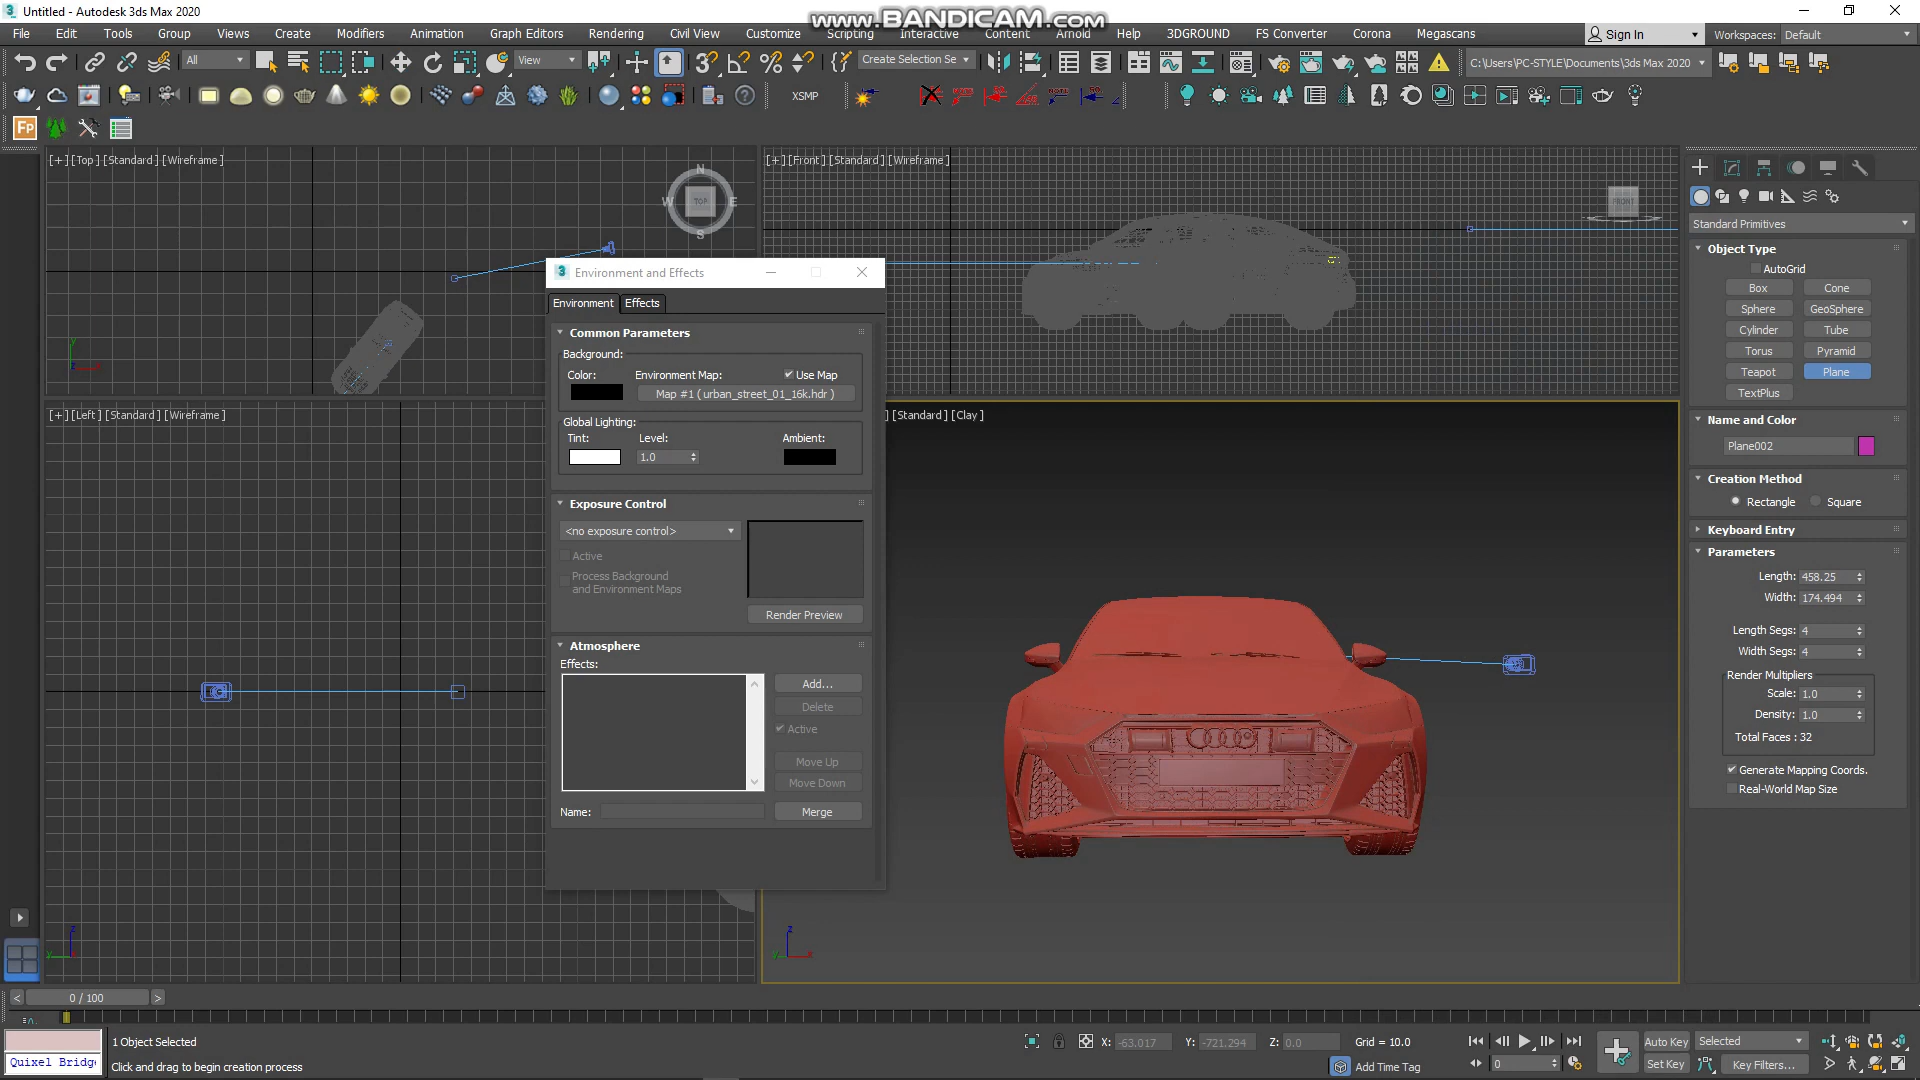 Untitled - Autodesk 3ds Max 2020
www.BANDICAM.com
File Edit Tools Group Views Create Modifiers Animation Graph Editors Rendering Civil View Customize Scripting Interactive Content Arnold Help 3DGROUND FS Converter Corona Megascans
Sign In
Workspaces: Default
All
View
Create Selection Se
C:\Users\PC-STYLE\Documents\3ds Max 2020
XSMP
Fp
[+] [Top] [Standard] [Wireframe]
N
W TOP E
S
[+] [Front] [Standard] [Wireframe]
FRONT
[+] [Left] [Standard] [Wireframe]
] [Standard] [Clay]
3 Environment and Effects
Environment Effects
Common Parameters
Background:
Color: Environment Map: Use Map
Map #1 ( urban_street_01_16k.hdr )
Global Lighting:
Tint: Level: Ambient:
1.0
Exposure Control
<no exposure control>
Active
Process Background
and Environment Maps
Render Preview
Atmosphere
Effects:
Add...
Delete
Active
Move Up
Move Down
Name: Merge
Standard Primitives
Object Type
AutoGrid
Box Cone
Sphere GeoSphere
Cylinder Tube
Torus Pyramid
Teapot Plane
TextPlus
Name and Color
Plane002
Creation Method
Rectangle Square
Keyboard Entry
Parameters
Length: 458.25
Width: 174.494
Length Segs: 4
Width Segs: 4
Render Multipliers
Scale: 1.0
Density: 1.0
Total Faces : 32
Generate Mapping Coords.
Real-World Map Size
z
y x
< 0 / 100 >
1 Object Selected
Quixel Bridg
Click and drag to begin creation process
X: -63.017 Y: -721.294 Z: 0.0 Grid = 10.0
Add Time Tag
0
Auto Key Selected
Set Key Key Filters...